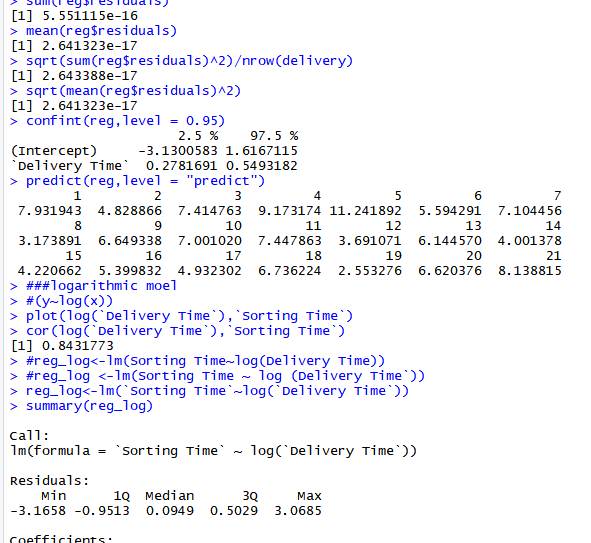 > sum(reg$residuals)
[1] 5.551115e-16
> mean(reg$residuals)
[1] 2.641323e-17
> sqrt(sum(reg$residuals)^2)/nrow(delivery)
[1] 2.643388e-17
> sqrt(mean(reg$residuals)^2)
[1] 2.641323e-17
> confint(reg,level = 0.95)
2.5 % 97.5 %
(Intercept) -3.1300583 1.6167115
`Delivery Time` 0.2781691 0.5493182
> predict(reg,level = "predict")
1 2 3 4 5 6 7
7.931943 4.828866 7.414763 9.173174 11.241892 5.594291 7.104456
8 9 10 11 12 13 14
3.173891 6.649338 7.001020 7.447863 3.691071 6.144570 4.001378
15 16 17 18 19 20 21
4.220662 5.399832 4.932302 6.736224 2.553276 6.620376 8.138815
> ###logarithmic moel
> #(y~log(x))
> plot(log(`Delivery Time`),`Sorting Time`)
> cor(log(`Delivery Time`),`Sorting Time`)
[1] 0.8431773
> #reg_log<-lm(Sorting Time~log(Delivery Time))
> #reg_log <-lm(Sorting Time ~ log (Delivery Time`))
> reg_log<-lm(`Sorting Time`~log(`Delivery Time`))
> summary(reg_log)
Call:
lm(formula = `Sorting Time` ~ log(`Delivery Time`))
Residuals:
Min 1Q Median 3Q Max
-3.1658 -0.9513 0.0949 0.5029 3.0685
Coefficients: